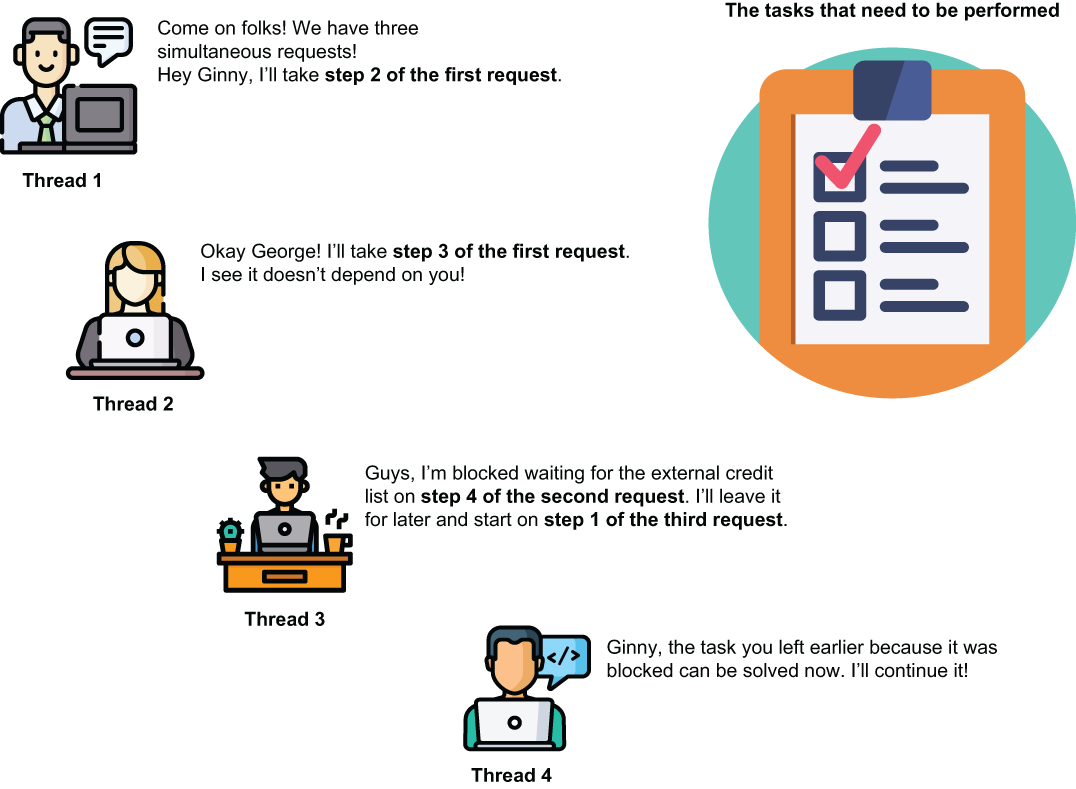 The tasks that need to be performed
Come on folks! We have three
simultaneous requests!
Hey Ginny, I’ll take step 2 of the first request.
Thread 1
Okay George! I’ll take step 3 of the first request.
I see it doesn’t depend on you!
Thread 2
Guys, I’m blocked waiting for the external credit
list on step 4 of the second request. I’ll leave it
for later and start on step 1 of the third request.
Thread 3
</>
Ginny, the task you left earlier because it was
blocked can be solved now. I’ll continue it!
Thread 4